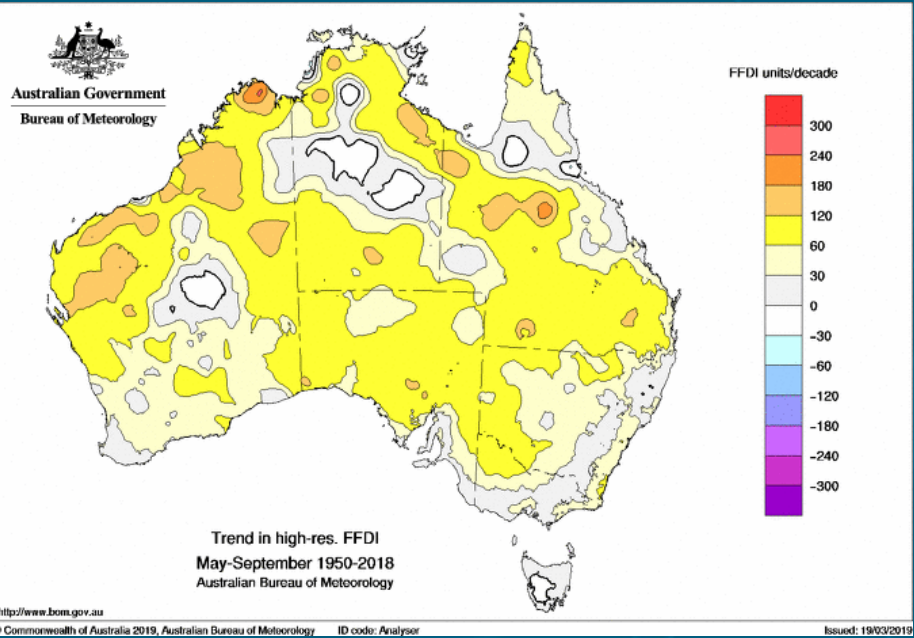 Australian Government
Bureau of Meteorology
FFDI units/decade
300
240
180
120
60
30
0
-30
-60
-120
-180
-240
-300
Trend in high-res. FFDI
May-September 1950-2018
Australian Bureau of Meteorology
http://www.bom.gov.au
Commonwealth of Australia 2019, Australian Bureau of Meteorology ID code: Analyser Issued: 19/03/2019